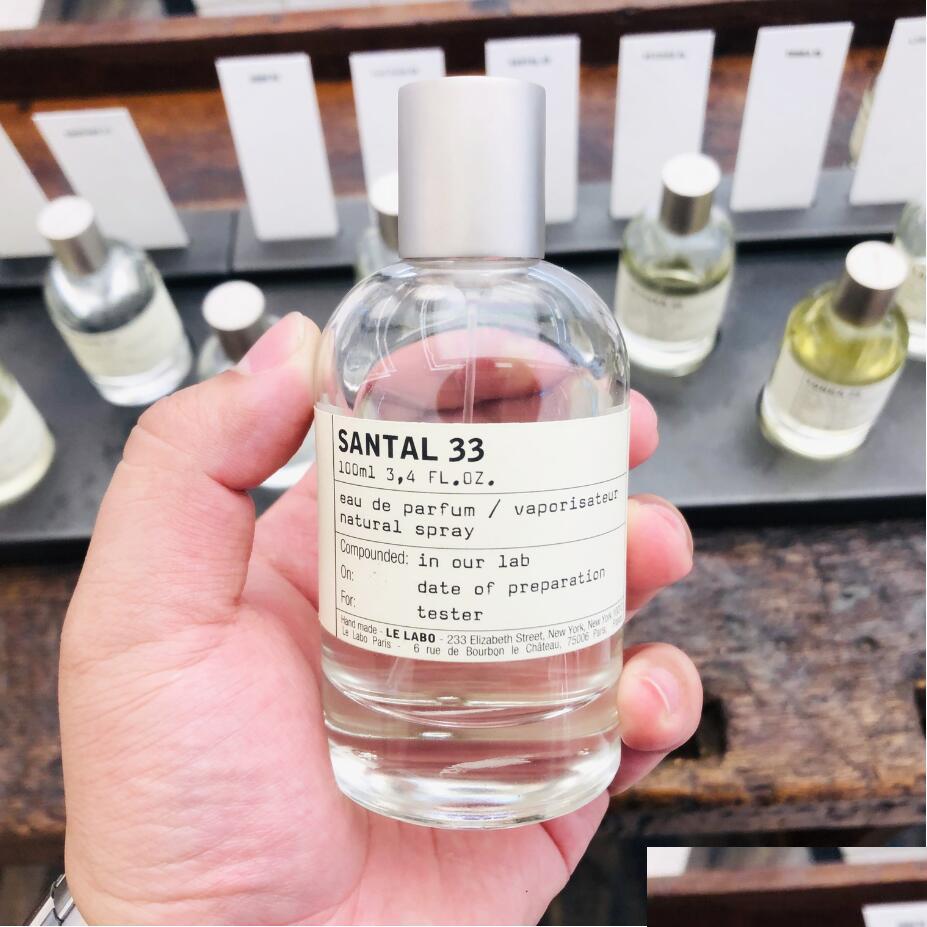 SANTAL 33
100ml 3,4 FL.OZ.
eau de parfum / vaporisateur
natural spray
Compounded: in our lab
On: date of preparation
For: tester
Hand made - LE LABO - 233 Elizabeth Street, New York, New York
Le Labo Paris - 6 rue de Bourbon le Château, 75006 Paris,